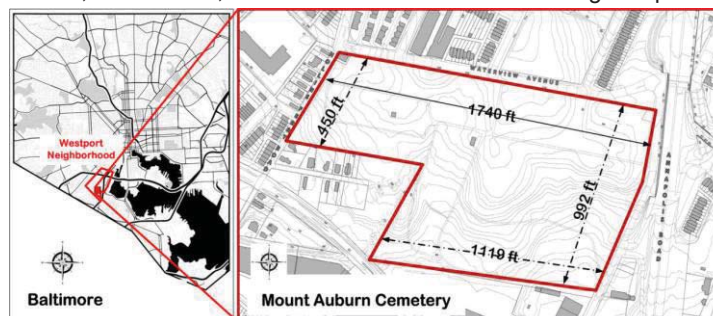 Westport
Neighborhood
Baltimore
WATERVIEW AVENUE
450 ft
1740 ft
992 ft
1119 ft
ANNAPOLIS ROAD
Mount Auburn Cemetery